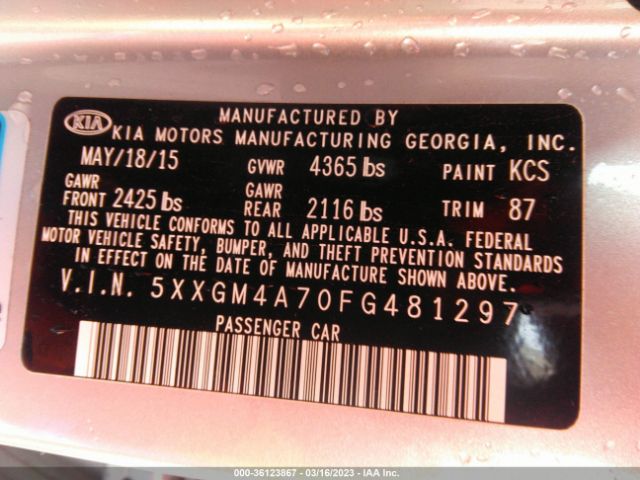 KIA
MANUFACTURED BY
KIA MOTORS MANUFACTURING GEORGIA, INC.
MAY/18/15 GVWR 4365 lbs PAINT KCS
GAWR FRONT 2425 lbs GAWR REAR 2116 lbs TRIM 87
THIS VEHICLE CONFORMS TO ALL APPLICABLE U.S.A. FEDERAL
MOTOR VEHICLE SAFETY, BUMPER, AND THEFT PREVENTION STANDARDS
IN EFFECT ON THE DATE OF MANUFACTURE SHOWN ABOVE.
V.I.N. 5XXGM4A70FG481297
PASSENGER CAR
000-36123867 - 03/16/2023 - IAA Inc.